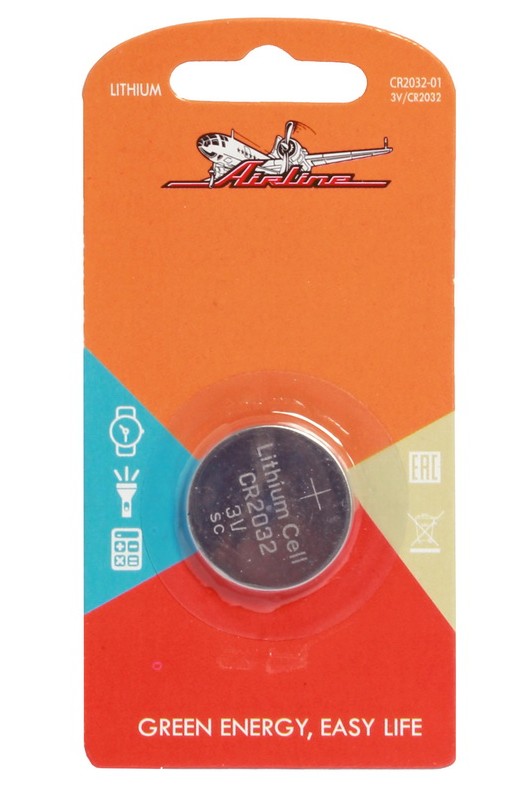 LITHIUM
CR2032-01
3V/CR2032
Airline
EAC
Lithium Cell
CR2032
3V
SC
GREEN ENERGY, EASY LIFE